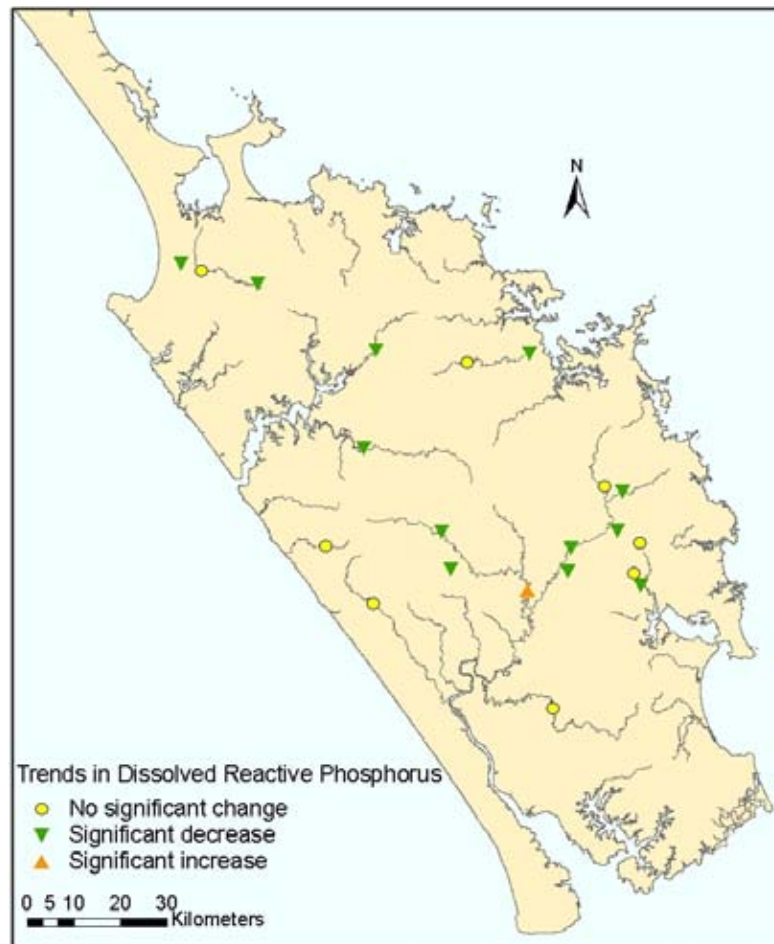 N
Trends in Dissolved Reactive Phosphorus
No significant change
Significant decrease
Significant increase
0 5 10 20 30
Kilometers